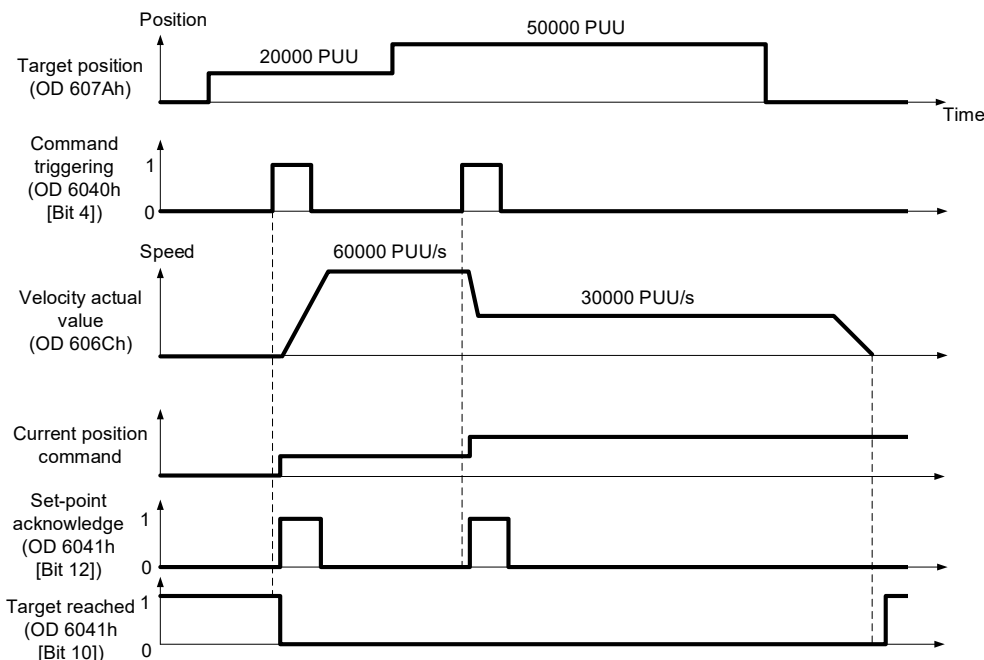 Position
50000 PUU
20000 PUU
Target position
(OD 607Ah)
Time
Command
triggering
(OD 6040h
[Bit 4])
1
0
Speed
60000 PUU/s
30000 PUU/s
Velocity actual
value
(OD 606Ch)
Current position
command
Set-point
acknowledge
(OD 6041h
[Bit 12])
1
0
Target reached
(OD 6041h
[Bit 10])
1
0